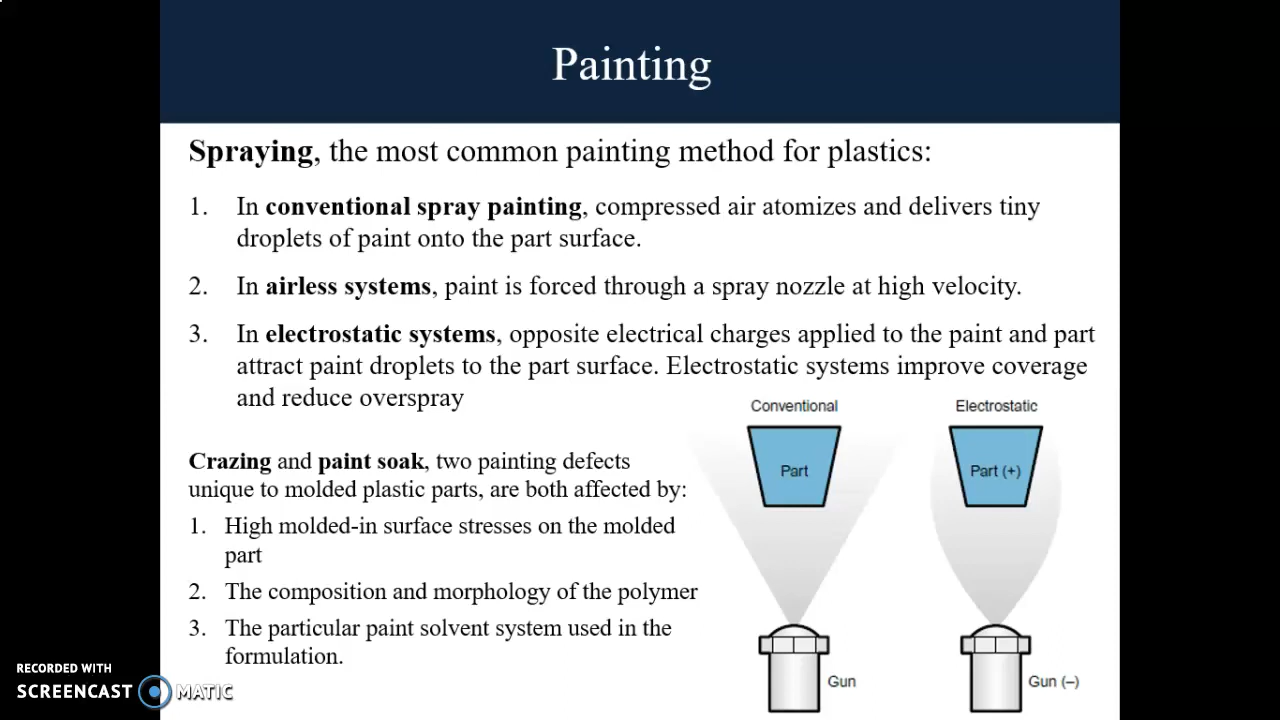 Painting
Spraying, the most common painting method for plastics:
1. In conventional spray painting, compressed air atomizes and delivers tiny
droplets of paint onto the part surface.
2. In airless systems, paint is forced through a spray nozzle at high velocity.
3. In electrostatic systems, opposite electrical charges applied to the paint and part
attract paint droplets to the part surface. Electrostatic systems improve coverage
and reduce overspray
Crazing and paint soak, two painting defects
unique to molded plastic parts, are both affected by:
1. High molded-in surface stresses on the molded
part
2. The composition and morphology of the polymer
3. The particular paint solvent system used in the
formulation.
Conventional
Part
Gun
Electrostatic
Part (+)
Gun (–)
RECORDED WITH
SCREENCAST MATIC